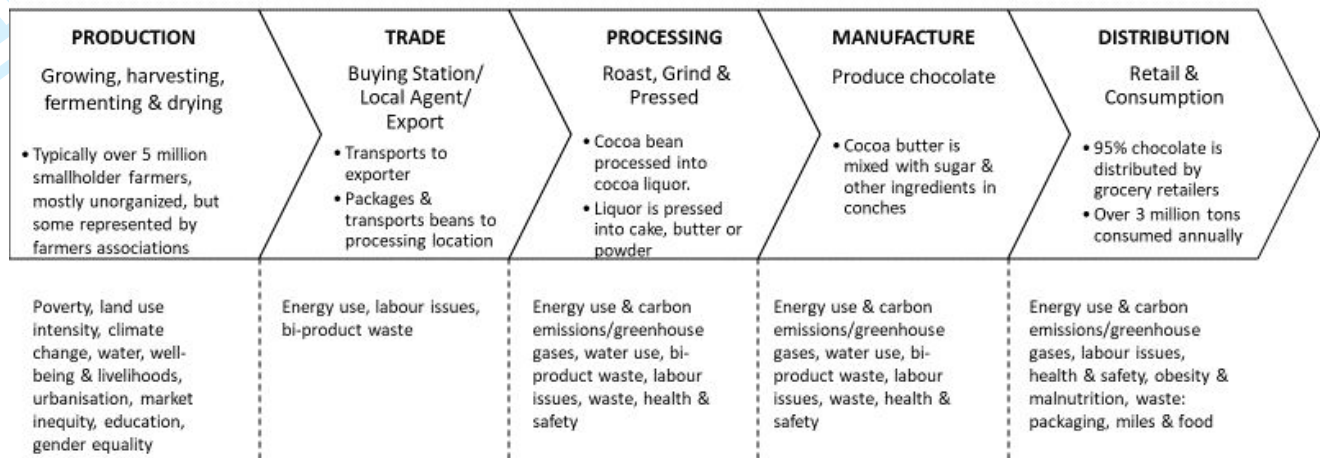 PRODUCTION
Growing, harvesting,
fermenting & drying
• Typically over 5 million
smallholder farmers,
mostly unorganized, but
some represented by
farmers associations
TRADE
Buying Station/
Local Agent/
Export
• Transports to
exporter
• Packages &
transports beans to
processing location
PROCESSING
Roast, Grind &
Pressed
• Cocoa bean
processed into
cocoa liquor.
• Liquor is pressed
into cake, butter or
powder
MANUFACTURE
Produce chocolate
• Cocoa butter is
mixed with sugar &
other ingredients in
conches
DISTRIBUTION
Retail &
Consumption
• 95% chocolate is
distributed by
grocery retailers
• Over 3 million tons
consumed annually
Poverty, land use
intensity, climate
change, water, well-
being & livelihoods,
urbanisation, market
inequity, education,
gender equality
Energy use, labour issues,
bi-product waste
Energy use & carbon
emissions/greenhouse
gases, water use, bi-
product waste, labour
issues, waste, health &
safety
Energy use & carbon
emissions/greenhouse
gases, water use, bi-
product waste, labour
issues, waste, health &
safety
Energy use & carbon
emissions/greenhouse
gases, labour issues,
health & safety, obesity &
malnutrition, waste:
packaging, miles & food